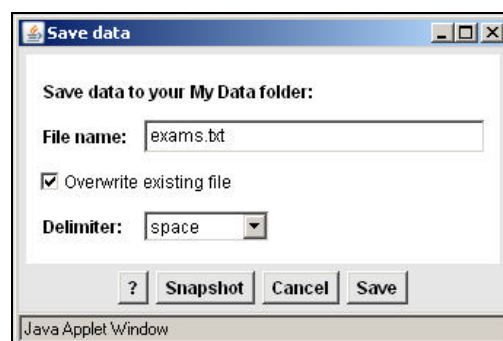 Save data
Save data to your My Data folder:
File name: exams.txt
Overwrite existing file
Delimiter: space
? Snapshot Cancel Save
Java Applet Window